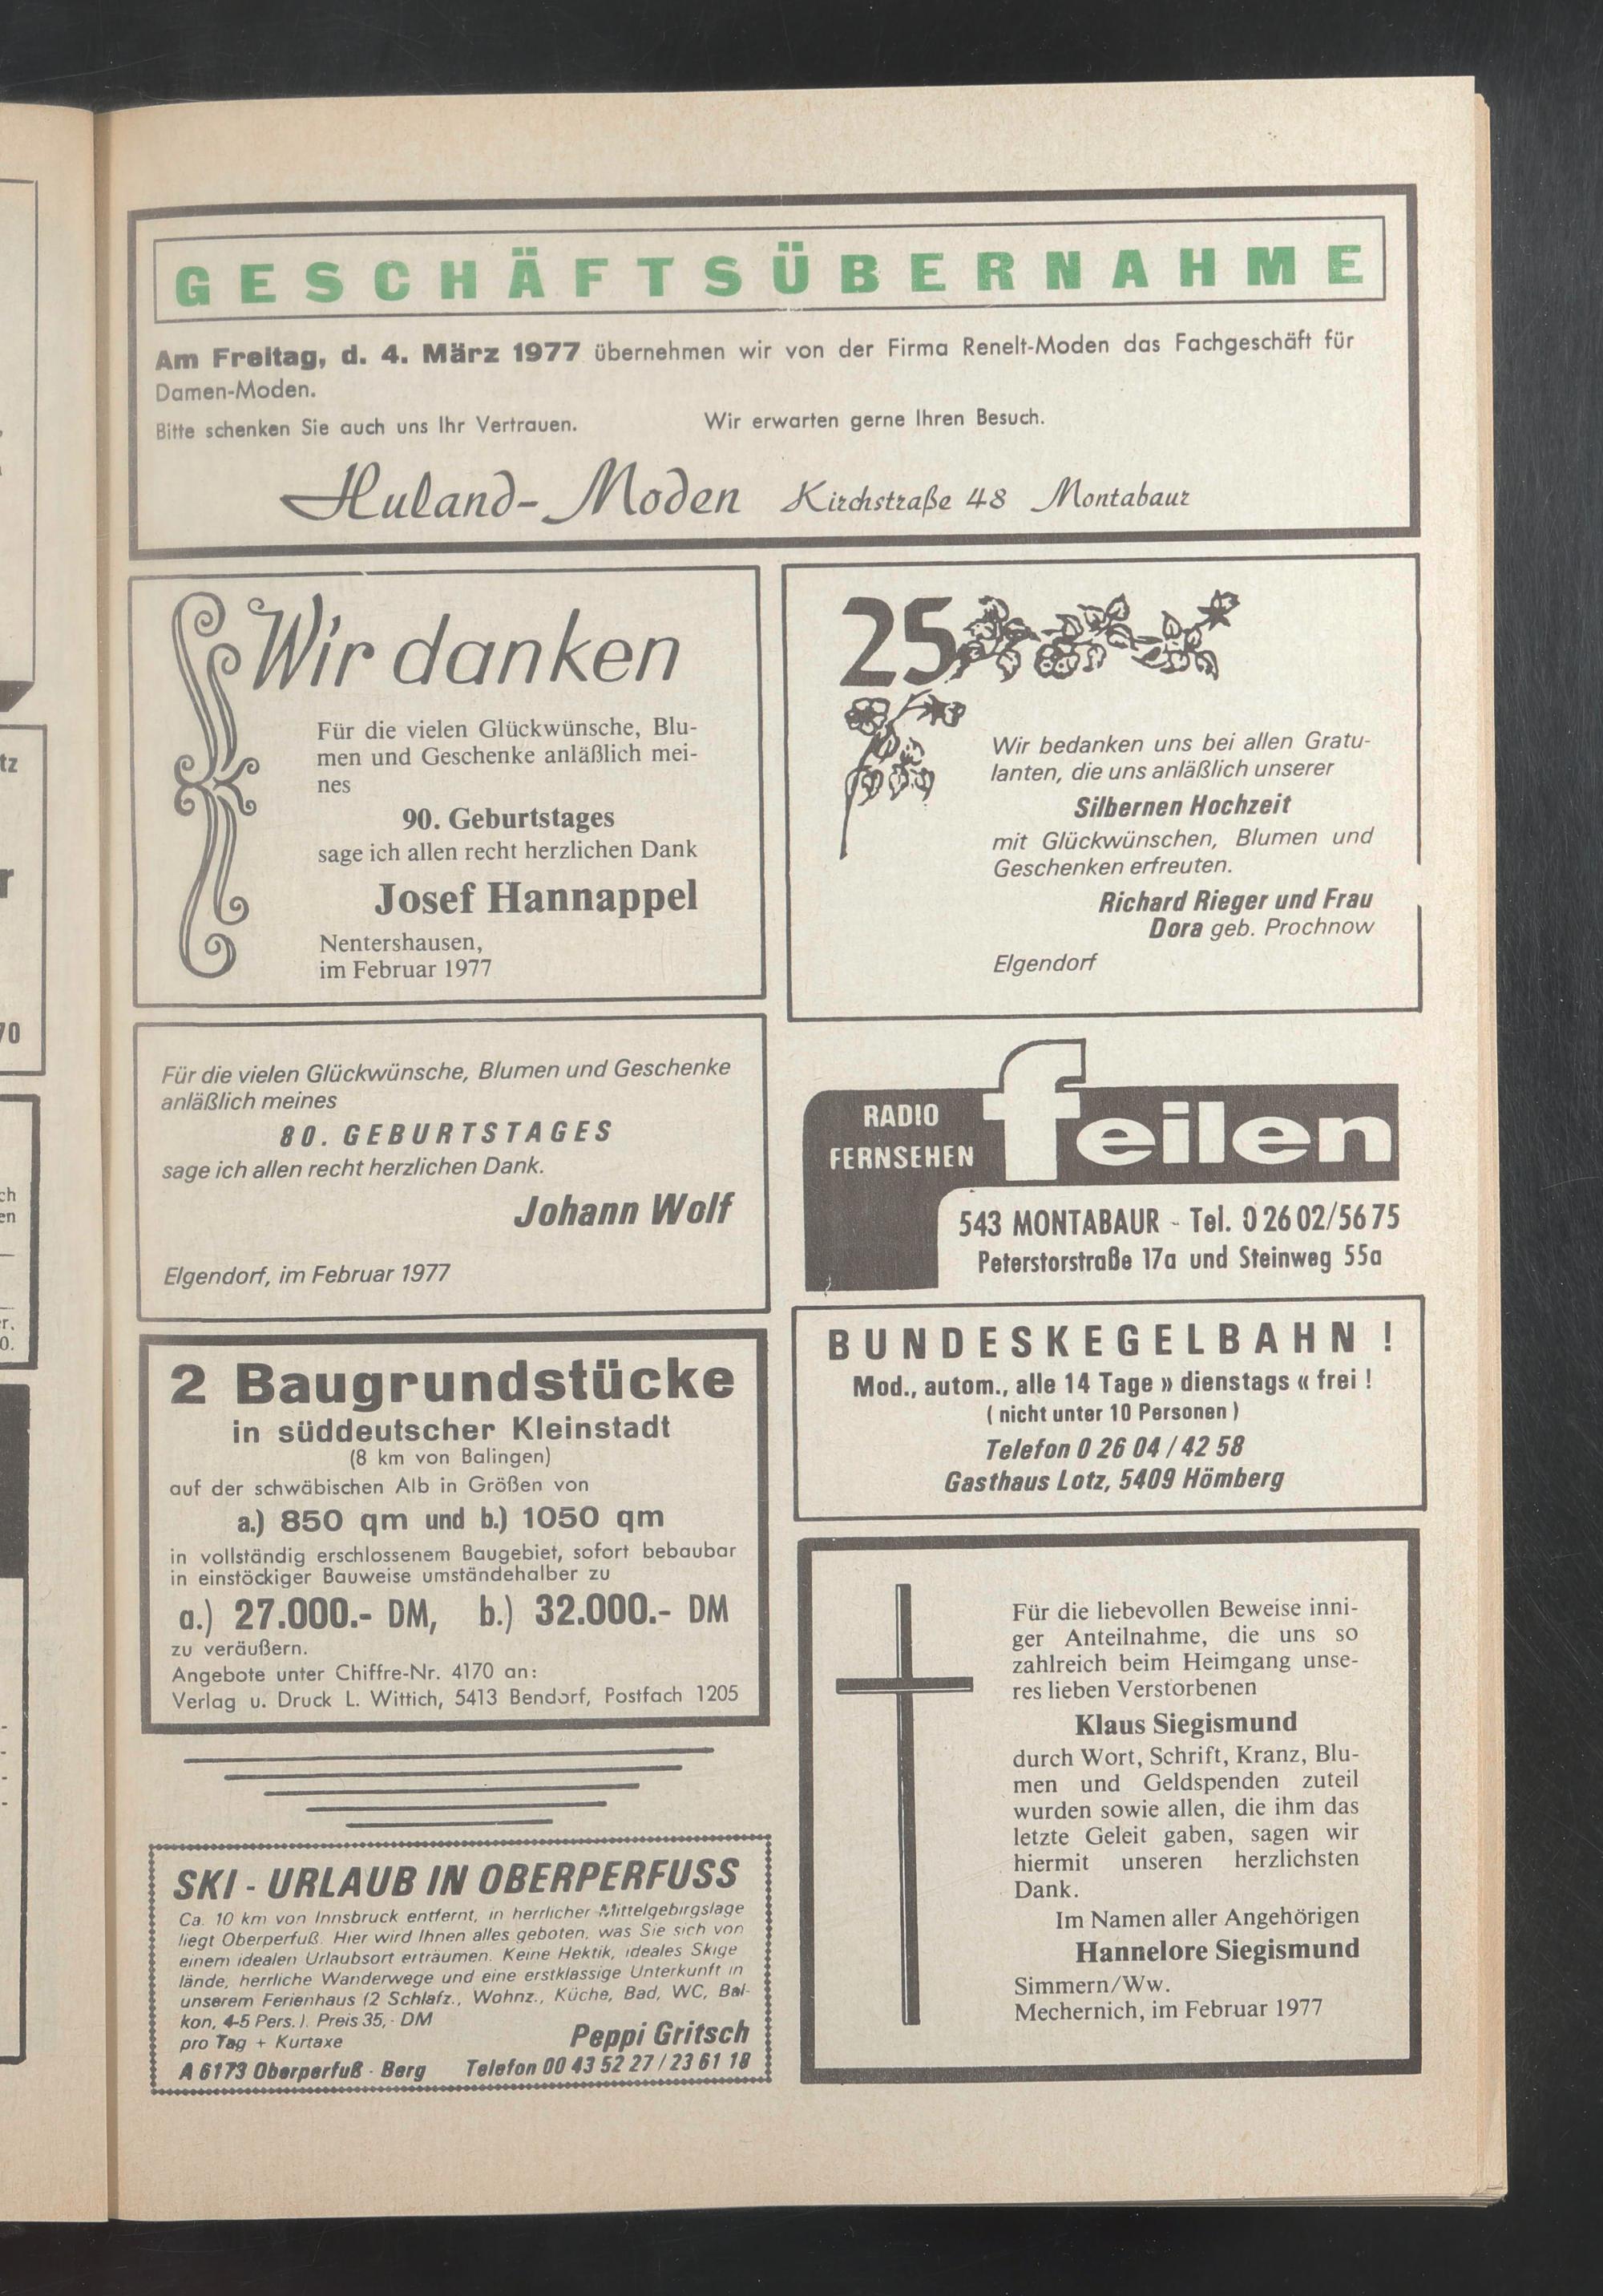 GESCHÄFTSÜBERNAHME
Am Freitag, d. 4. März 1977 übernehmen wir von der Firma Renelt-Moden das Fachgeschäft für
Damen-Moden.
Bitte schenken Sie auch uns Ihr Vertrauen. Wir erwarten gerne Ihren Besuch.
Huland-Moden Kirchstraße 48 Montabaur
Wir danken
Für die vielen Glückwünsche, Blu-
men und Geschenke anläßlich mei-
nes
90. Geburtstages
sage ich allen recht herzlichen Dank
Josef Hannappel
Nentershausen,
im Februar 1977
25
Wir bedanken uns bei allen Gratu-
lanten, die uns anläßlich unserer
Silbernen Hochzeit
mit Glückwünschen, Blumen und
Geschenken erfreuten.
Richard Rieger und Frau
Dora geb. Prochnow
Elgendorf
Für die vielen Glückwünsche, Blumen und Geschenke
anläßlich meines
80. GEBURTSTAGES
sage ich allen recht herzlichen Dank.
Johann Wolf
Elgendorf, im Februar 1977
RADIO
FERNSEHEN
feilen
543 MONTABAUR - Tel. 0 26 02/56 75
Peterstorstraße 17a und Steinweg 55a
2 Baugrundstücke
in süddeutscher Kleinstadt
(8 km von Balingen)
auf der schwäbischen Alb in Größen von
a.) 850 qm und b.) 1050 qm
in vollständig erschlossenem Baugebiet, sofort bebaubar
in einstöckiger Bauweise umständehalber zu
a.) 27.000.- DM, b.) 32.000.- DM
zu veräußern.
Angebote unter Chiffre-Nr. 4170 an:
Verlag u. Druck L. Wittich, 5413 Bendorf, Postfach 1205
BUNDESKEGELBAHN !
Mod., autom., alle 14 Tage » dienstags « frei !
( nicht unter 10 Personen )
Telefon 0 26 04 / 42 58
Gasthaus Lotz, 5409 Hömberg
SKI - URLAUB IN OBERPERFUSS
Ca. 10 km von Innsbruck entfernt, in herrlicher Mittelgebirgslage
liegt Oberperfuß. Hier wird Ihnen alles geboten, was Sie sich von
einem idealen Urlaubsort erträumen. Keine Hektik, ideales Skige
lände, herrliche Wanderwege und eine erstklassige Unterkunft in
unserem Ferienhaus (2 Schlafz., Wohnz., Küche, Bad, WC, Bal-
kon, 4-5 Pers.). Preis 35,- DM
pro Tag + Kurtaxe
Peppi Gritsch
A 6173 Oberperfuß - Berg Telefon 00 43 52 27 / 23 61 18
Für die liebevollen Beweise inni-
ger Anteilnahme, die uns so
zahlreich beim Heimgang unse-
res lieben Verstorbenen
Klaus Siegismund
durch Wort, Schrift, Kranz, Blu-
men und Geldspenden zuteil
wurden sowie allen, die ihm das
letzte Geleit gaben, sagen wir
hiermit unseren herzlichsten
Dank.
Im Namen aller Angehörigen
Hannelore Siegismund
Simmern/Ww.
Mechernich, im Februar 1977